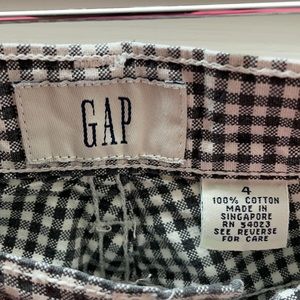 GAP
4
100% COTTON
MADE IN
SINGAPORE
RN 54023
SEE REVERSE
FOR CARE